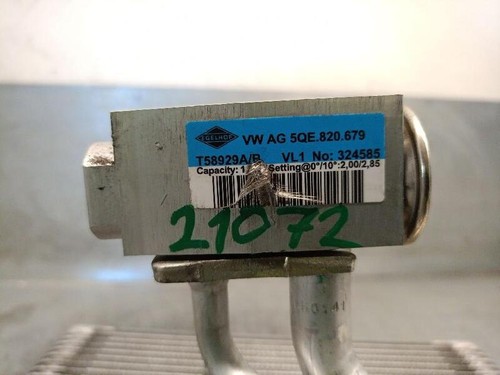 EGELHOF
VW AG 5QE.820.679
T58929A/B VL1 No: 324585
Capacity: 1 Setting@0°/10°:2,00/2,85
21072